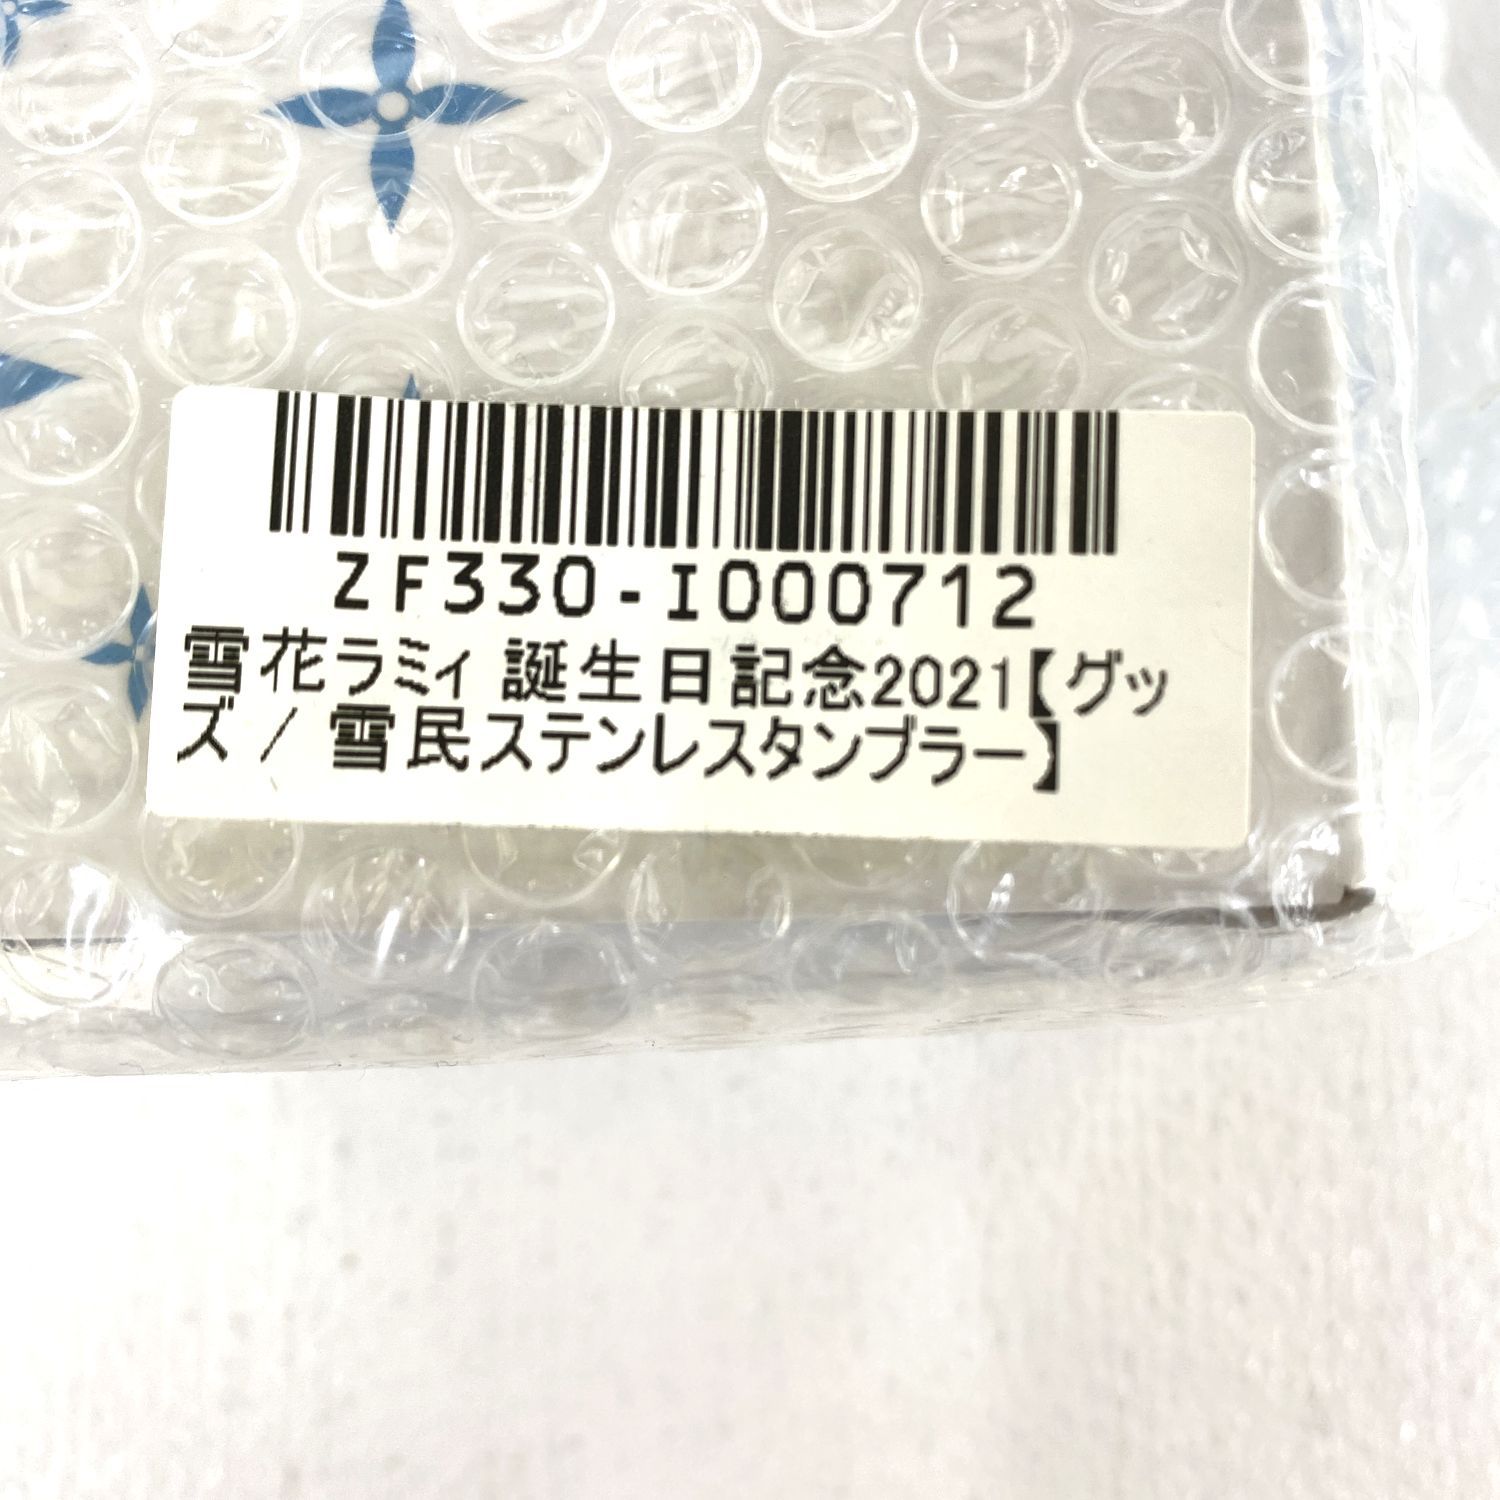 ZF330-I000712
雪花ラミィ 誕生日記念2021【グッ
ズ / 雪民ステンレスタンブラー】